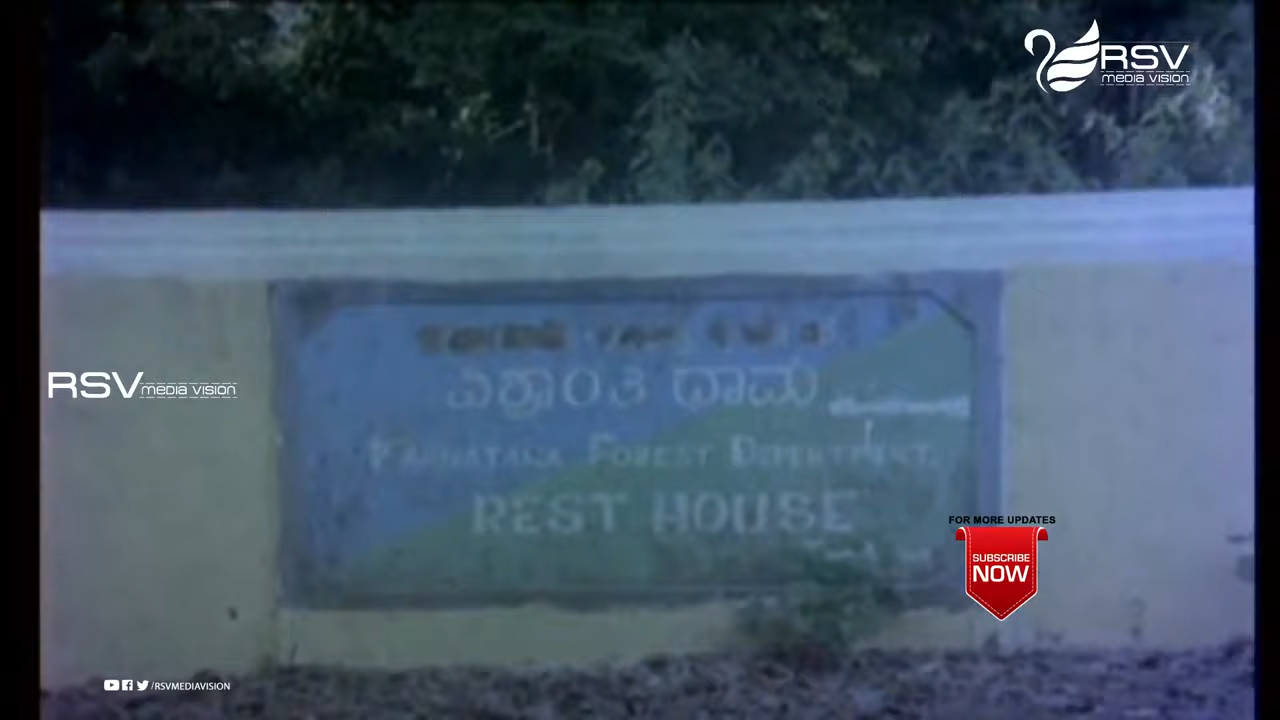 RSV
media vision
RSV media vision
ವಿಶ್ರಾಂತಿ ಧಾಮ
KARNATAKA FOREST DEPARTMENT.
REST HOUSE
FOR MORE UPDATES
SUBSCRIBE
NOW
/RSVMEDIAVISION